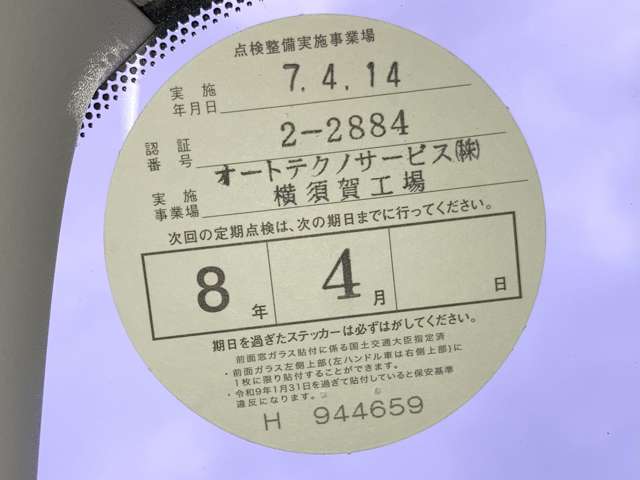 点検整備実施事業場
実施
年月日
7.4.14
認証
番号
2-2884
オートテクノサービス㈱
実施
事業場
横須賀工場
次回の定期点検は、次の期日までに行ってください。
8年 4月 日
期日を過ぎたステッカーは必ずはがしてください。
前面窓ガラス貼付に係る国土交通大臣指定済
・前面ガラス左側上部(左ハンドル車は右側上部)に
1枚に限り貼付することができます。
・令和9年1月31日を過ぎて貼付していると保安基準
違反になります。
H 944659